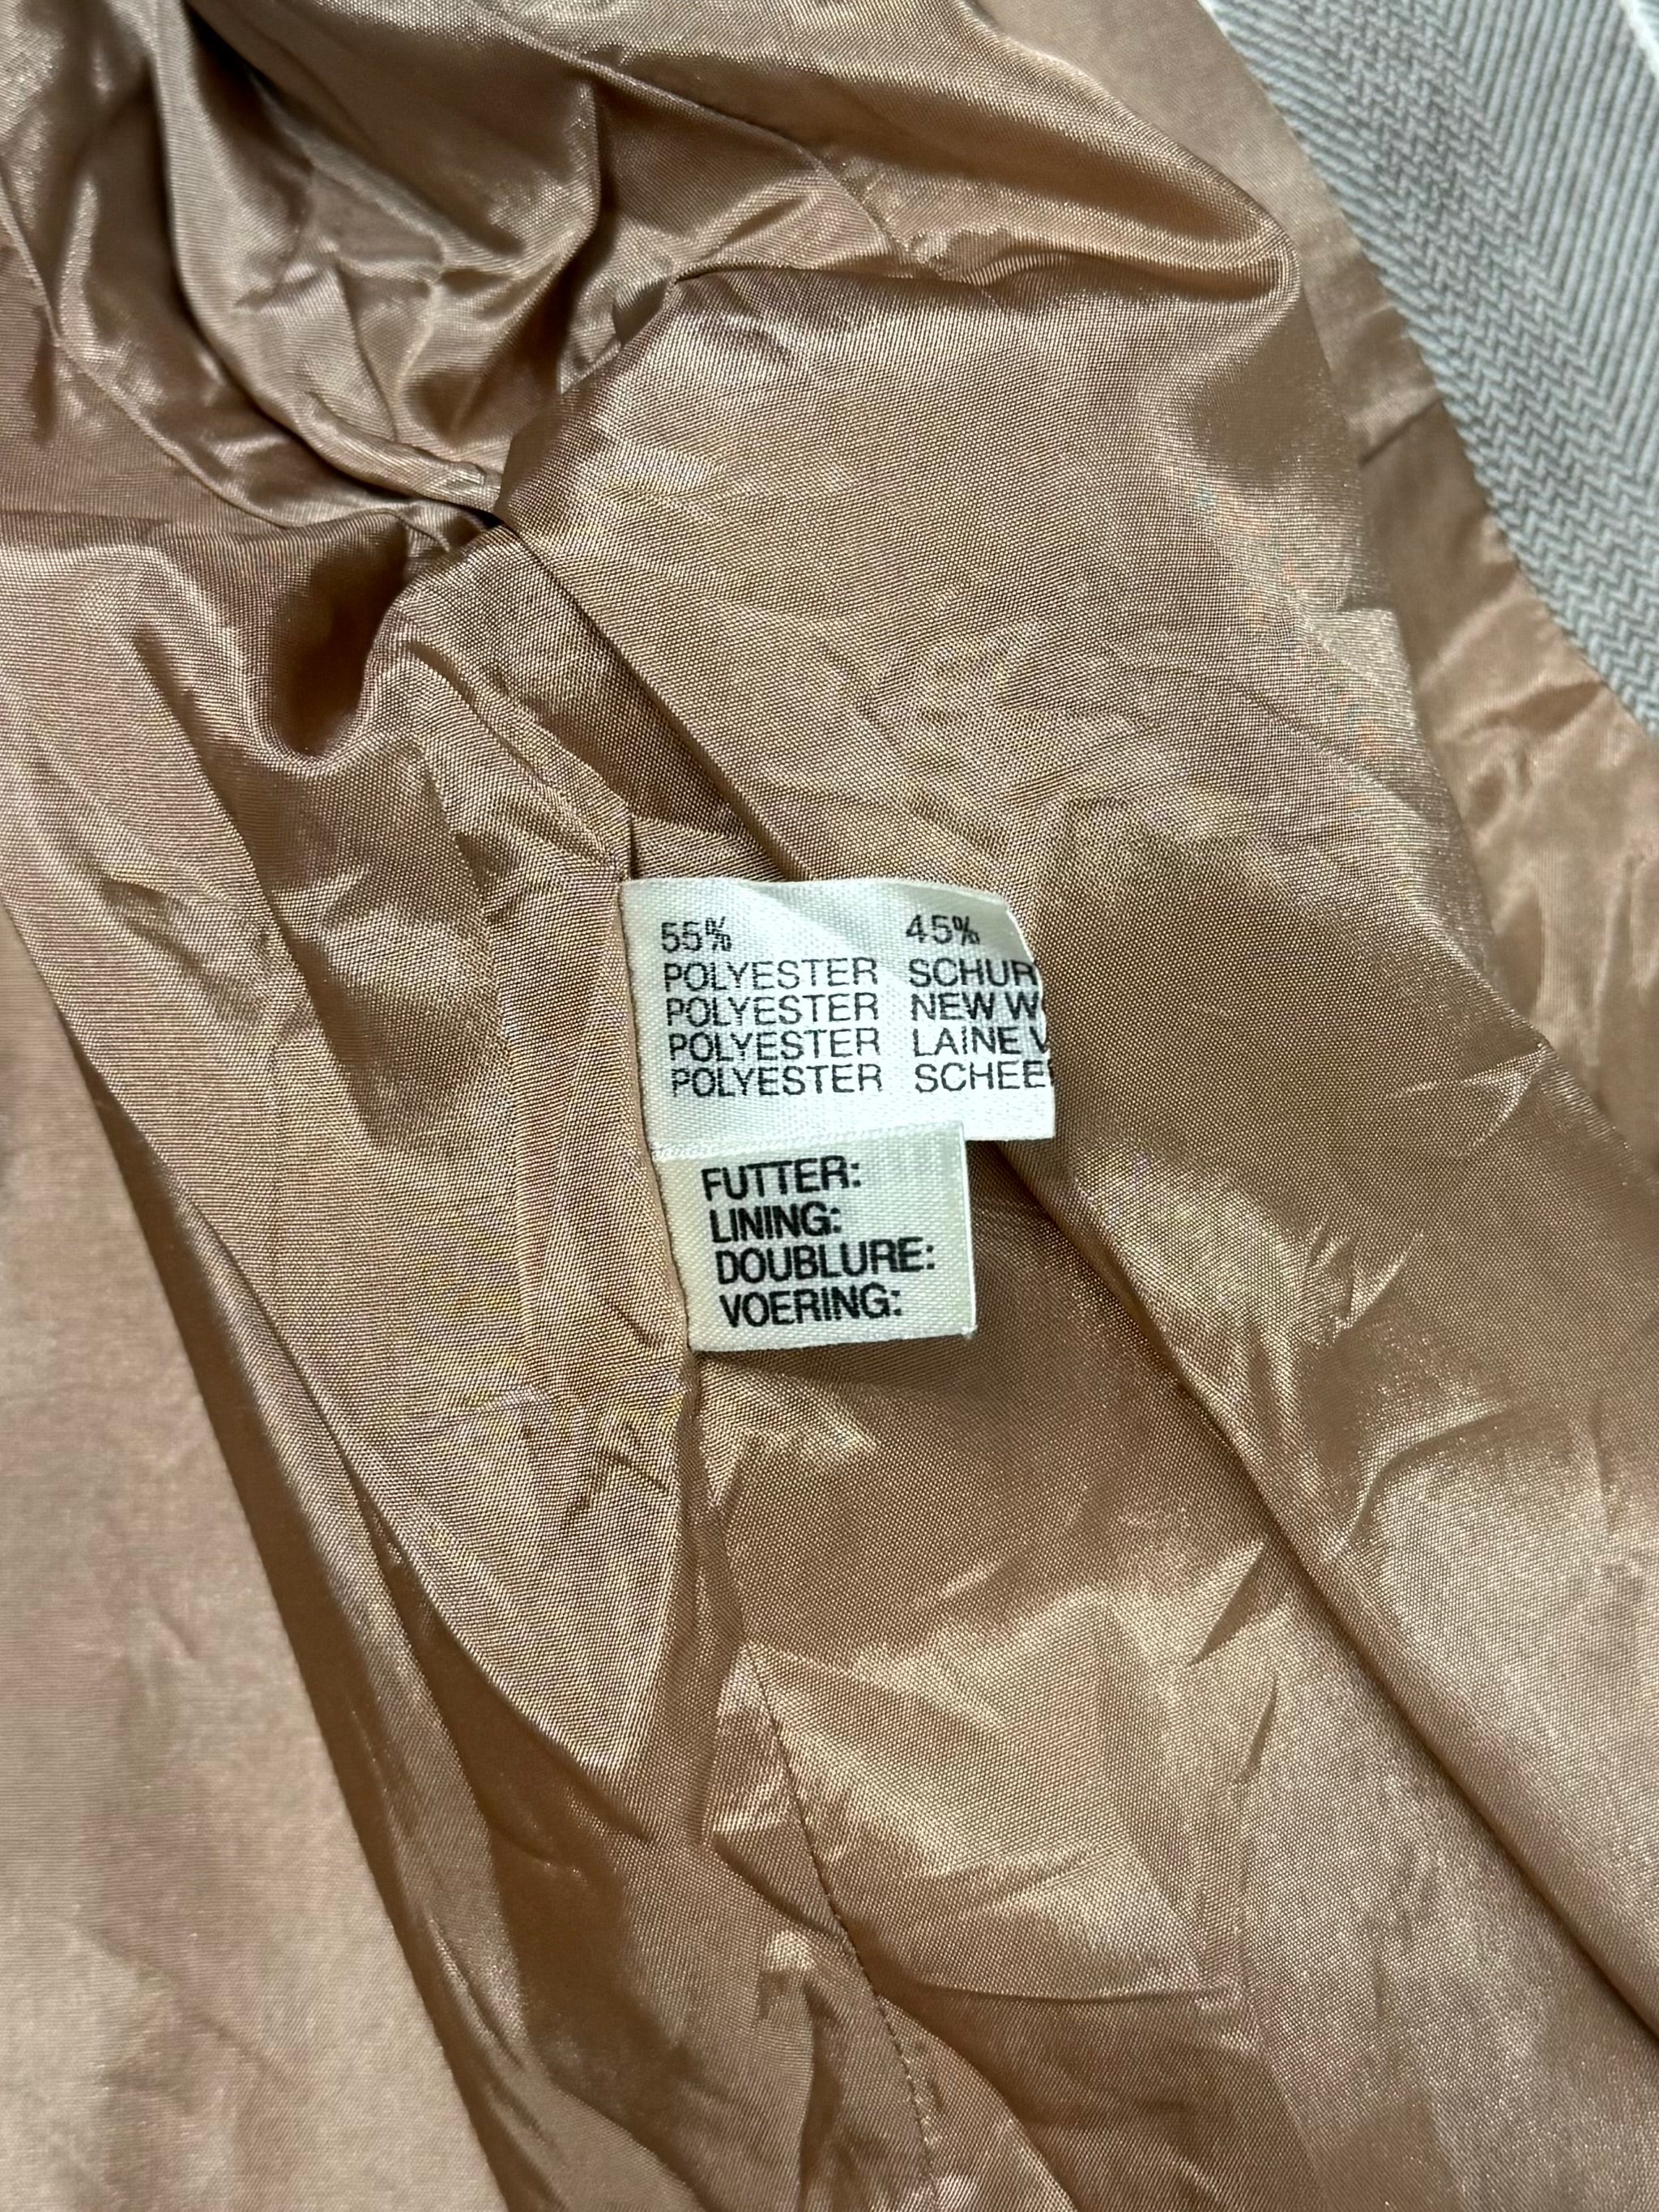 55% 45%
POLYESTER SCHUR
POLYESTER NEW W
POLYESTER LAINE V
POLYESTER SCHEE
FUTTER:
LINING:
DOUBLURE:
VOERING: